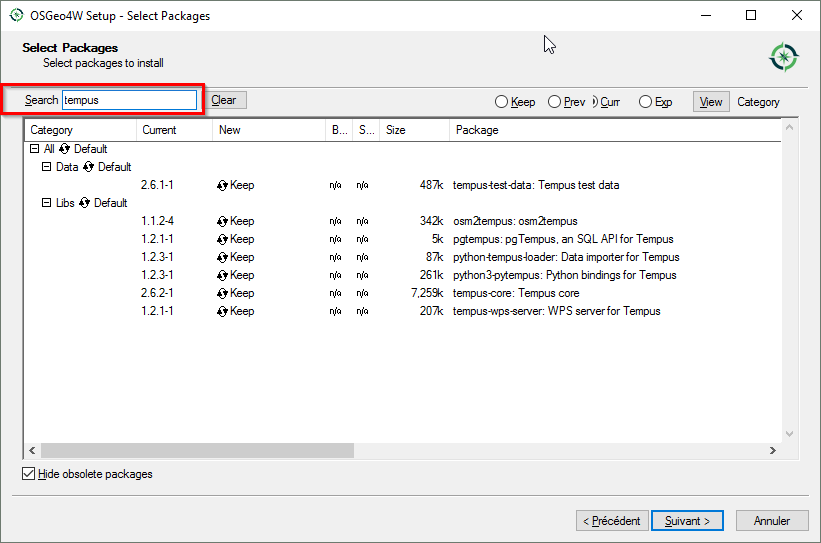 OSGeo4W Setup - Select Packages
Select Packages
Select packages to install
Search tempus Clear Keep Prev Curr Exp View Category
Category Current New B... S... Size Package
All Default
Data Default
2.6.1-1 Keep n/a n/a 487k tempus-test-data: Tempus test data
Libs Default
1.1.2-4 Keep n/a n/a 342k osm2tempus: osm2tempus
1.2.1-1 Keep n/a n/a 5k pgtempus: pgTempus, an SQL API for Tempus
1.2.3-1 Keep n/a n/a 87k python-tempus-loader: Data importer for Tempus
1.2.3-1 Keep n/a n/a 261k python3-pytempus: Python bindings for Tempus
2.6.2-1 Keep n/a n/a 7,259k tempus-core: Tempus core
1.2.1-1 Keep n/a n/a 207k tempus-wps-server: WPS server for Tempus
Hide obsolete packages
< Précédent Suivant > Annuler